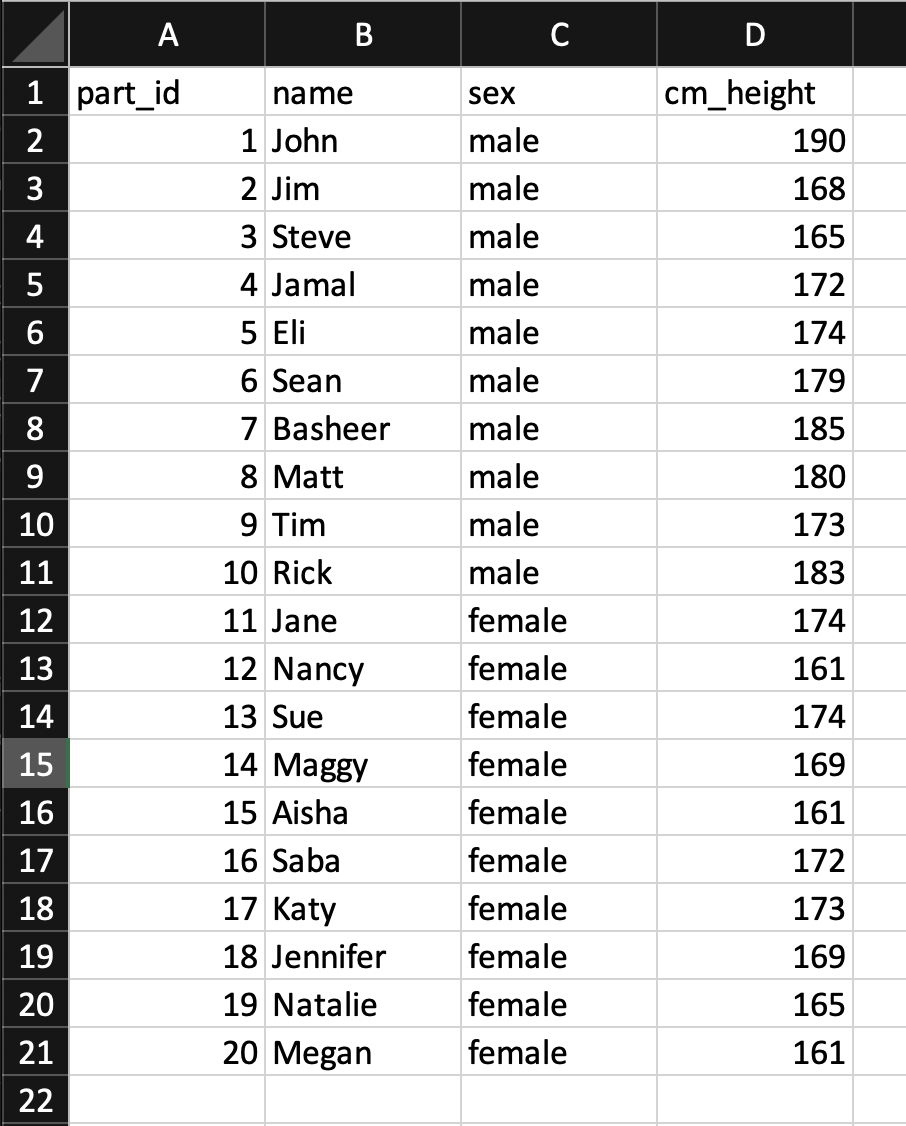 A B C D
1 part_id name sex cm_height
2 1 John male 190
3 2 Jim male 168
4 3 Steve male 165
5 4 Jamal male 172
6 5 Eli male 174
7 6 Sean male 179
8 7 Basheer male 185
9 8 Matt male 180
10 9 Tim male 173
11 10 Rick male 183
12 11 Jane female 174
13 12 Nancy female 161
14 13 Sue female 174
15 14 Maggy female 169
16 15 Aisha female 161
17 16 Saba female 172
18 17 Katy female 173
19 18 Jennifer female 169
20 19 Natalie female 165
21 20 Megan female 161
22